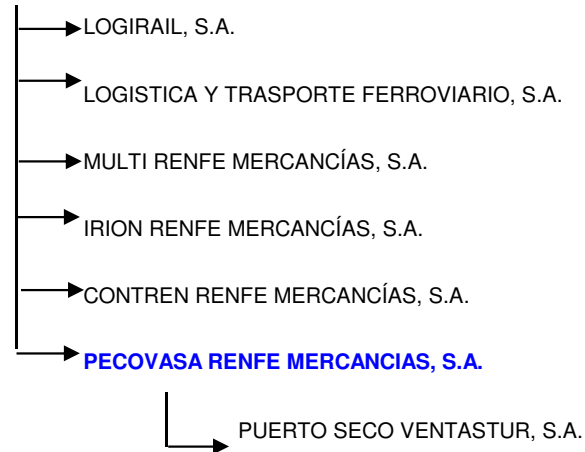 LOGIRAIL, S.A.
LOGISTICA Y TRASPORTE FERROVIARIO, S.A.
MULTI RENFE MERCANCÍAS, S.A.
IRION RENFE MERCANCÍAS, S.A.
CONTREN RENFE MERCANCÍAS, S.A.
PECOVASA RENFE MERCANCIAS, S.A.
PUERTO SECO VENTASTUR, S.A.